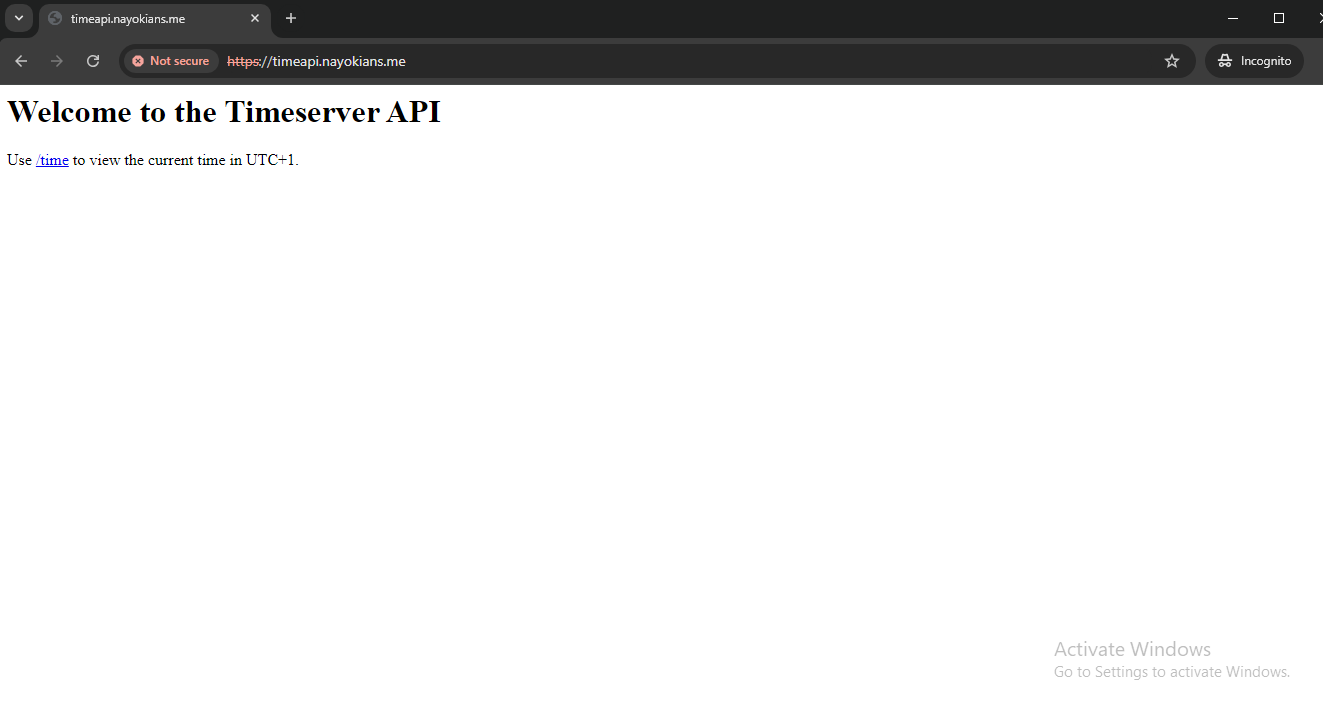 timeapi.nayokians.me
Not secure
https://timeapi.nayokians.me
Incognito
Welcome to the Timeserver API
Use /time to view the current time in UTC+1.
Activate Windows
Go to Settings to activate Windows.